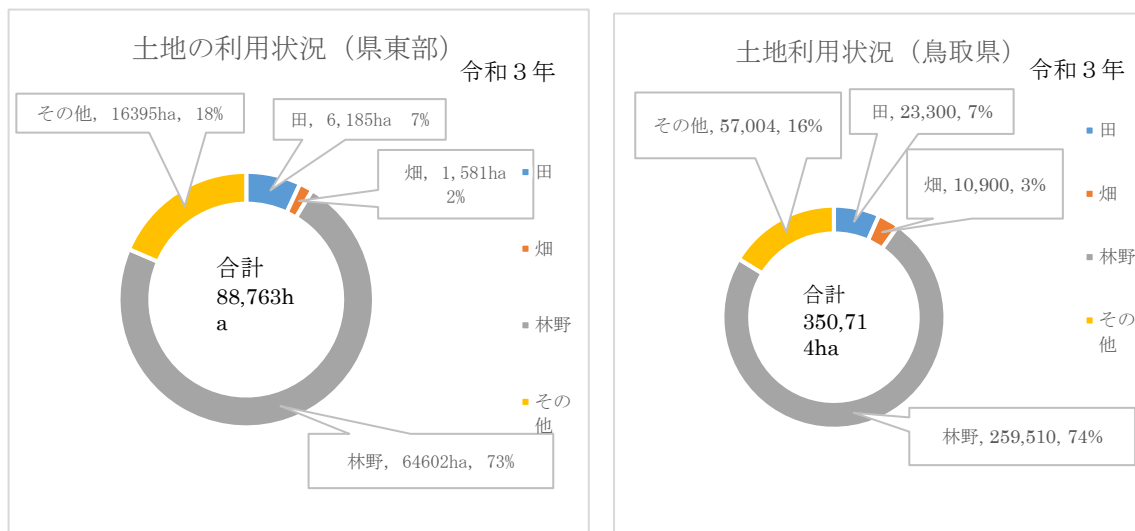 土地の利用状況（県東部）
令和３年
その他, 16395ha, 18%
田, 6,185ha 7%
畑, 1,581ha
2%
合計
88,763h
a
林野, 64602ha, 73%
田
畑
林野
その
他
土地利用状況（鳥取県）
令和３年
その他, 57,004, 16%
田, 23,300, 7%
畑, 10,900, 3%
合計
350,71
4ha
林野, 259,510, 74%
田
畑
林野
その
他